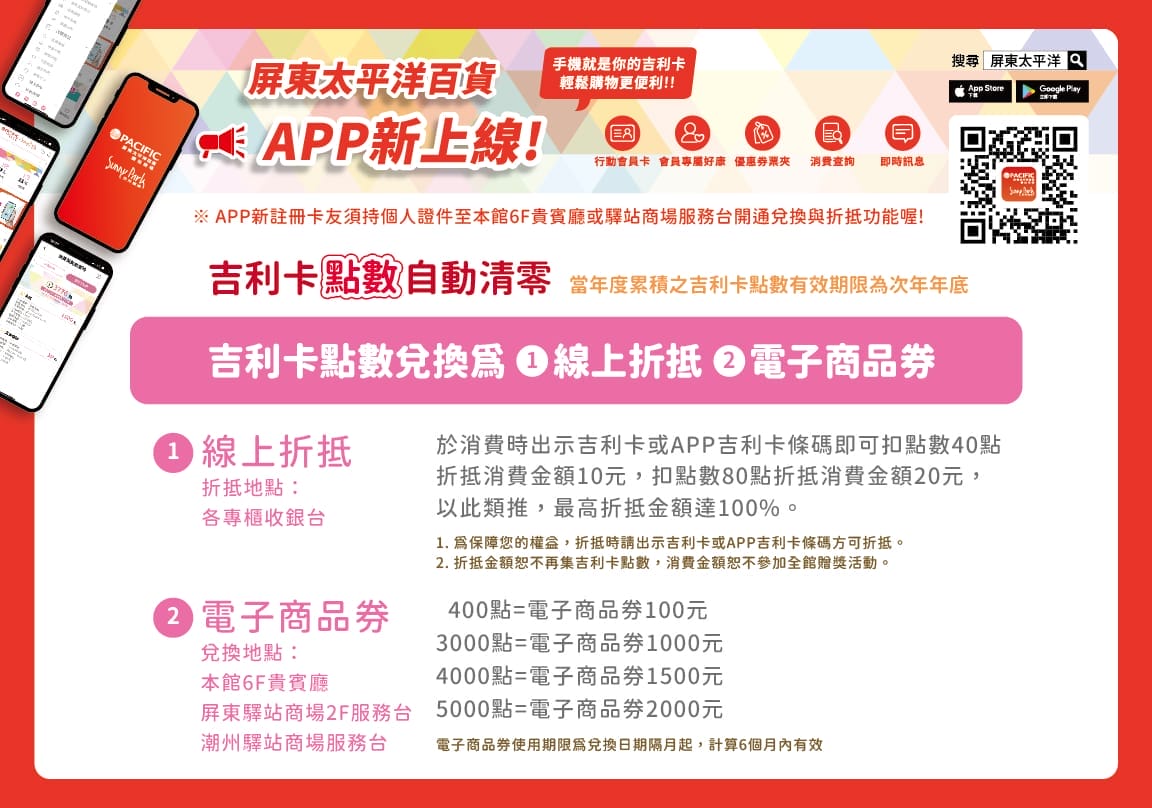 屏東太平洋百貨
APP新上線!
手機就是你的吉利卡
輕鬆購物更便利!!
行動會員卡 會員專屬好康 優惠券票夾 消費查詢 即時訊息
搜尋 屏東太平洋
App Store
下載
Google Play
立即下載
PACIFIC
Sunny Park
PACIFIC
Sunny Park
※ APP新註冊卡友須持個人證件至本館6F貴賓廳或驛站商場服務台開通兌換與折抵功能喔!
吉利卡點數自動清零 當年度累積之吉利卡點數有效期限為次年年底
吉利卡點數兌換為 ❶線上折抵 ❷電子商品券
1 線上折抵
折抵地點：
各專櫃收銀台
於消費時出示吉利卡或APP吉利卡條碼即可扣點數40點
折抵消費金額10元，扣點數80點折抵消費金額20元，
以此類推，最高折抵金額達100%。
1. 為保障您的權益，折抵時請出示吉利卡或APP吉利卡條碼方可折抵。
2. 折抵金額恕不再集吉利卡點數，消費金額恕不參加全館贈獎活動。
2 電子商品券
兌換地點：
本館6F貴賓廳
屏東驛站商場2F服務台
潮州驛站商場服務台
400點=電子商品券100元
3000點=電子商品券1000元
4000點=電子商品券1500元
5000點=電子商品券2000元
電子商品券使用期限為兌換日期隔月起，計算6個月內有效